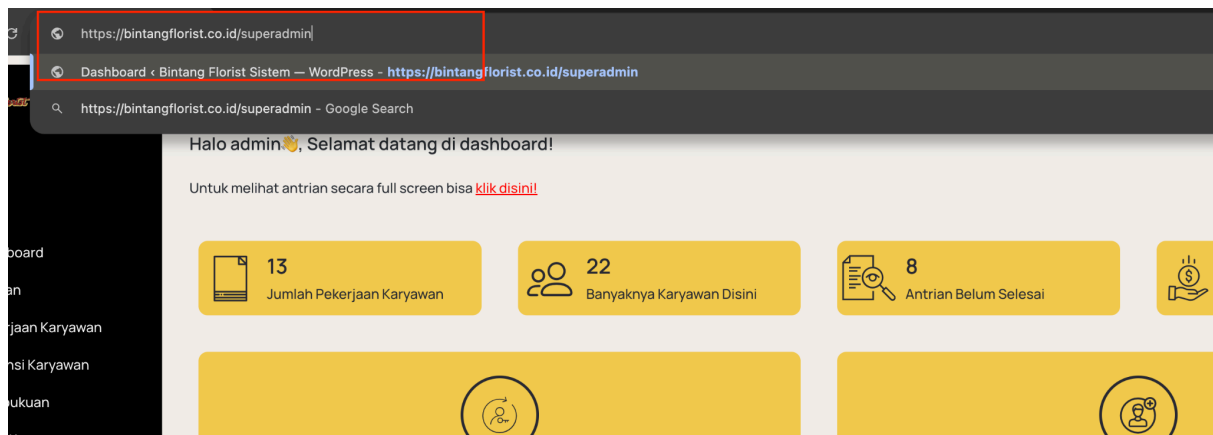 https://bintangflorist.co.id/superadmin
Dashboard ‹ Bintang Florist Sistem — WordPress - https://bintangflorist.co.id/superadmin
https://bintangflorist.co.id/superadmin - Google Search
Halo admin👋, Selamat datang di dashboard!
Untuk melihat antrian secara full screen bisa klik disini!
13
Jumlah Pekerjaan Karyawan
22
Banyaknya Karyawan Disini
8
Antrian Belum Selesai
board
an
rjaan Karyawan
nsi Karyawan
ukuan